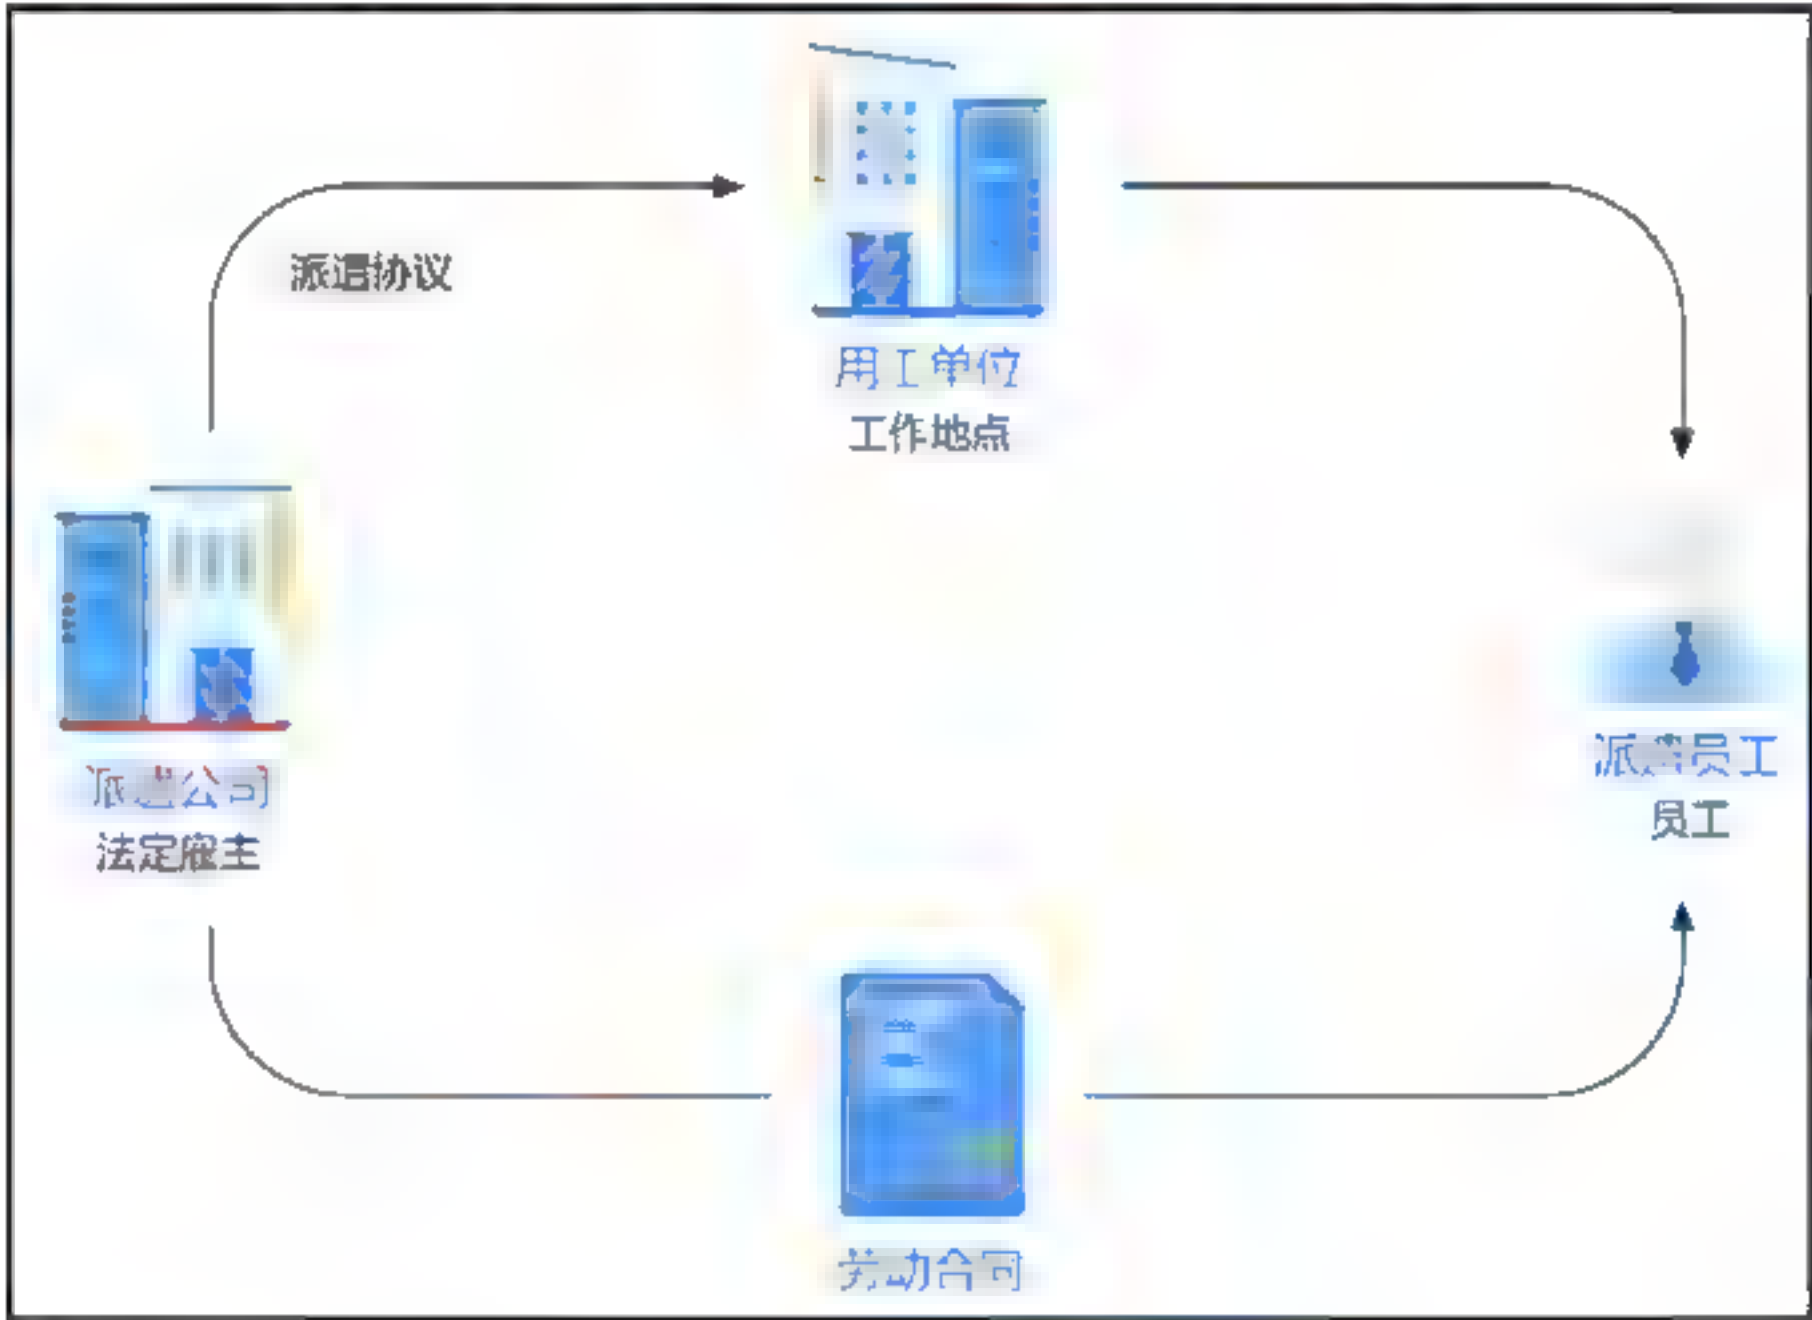 派遣协议
用工单位
工作地点
派遣公司
法定雇主
派遣员工
员工
劳动合同